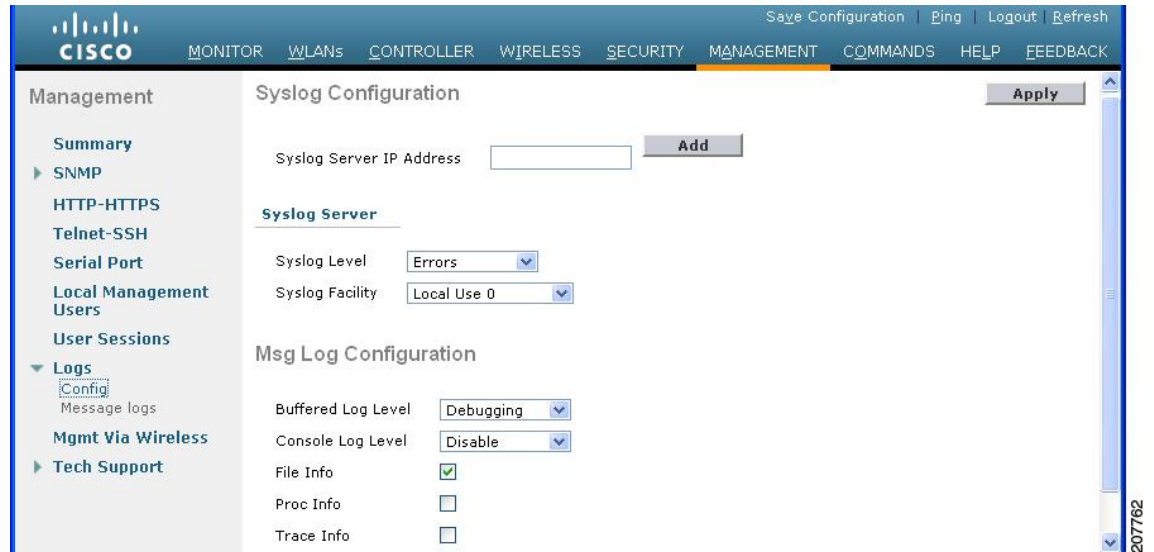 Save Configuration | Ping | Logout | Refresh
CISCO
MONITOR WLANs CONTROLLER WIRELESS SECURITY MANAGEMENT COMMANDS HELP FEEDBACK
Management
Summary
SNMP
HTTP-HTTPS
Telnet-SSH
Serial Port
Local Management
Users
User Sessions
Logs
Config
Message logs
Mgmt Via Wireless
Tech Support
Syslog Configuration
Apply
Syslog Server IP Address
Add
Syslog Server
Syslog Level Errors
Syslog Facility Local Use 0
Msg Log Configuration
Buffered Log Level Debugging
Console Log Level Disable
File Info
Proc Info
Trace Info
207762